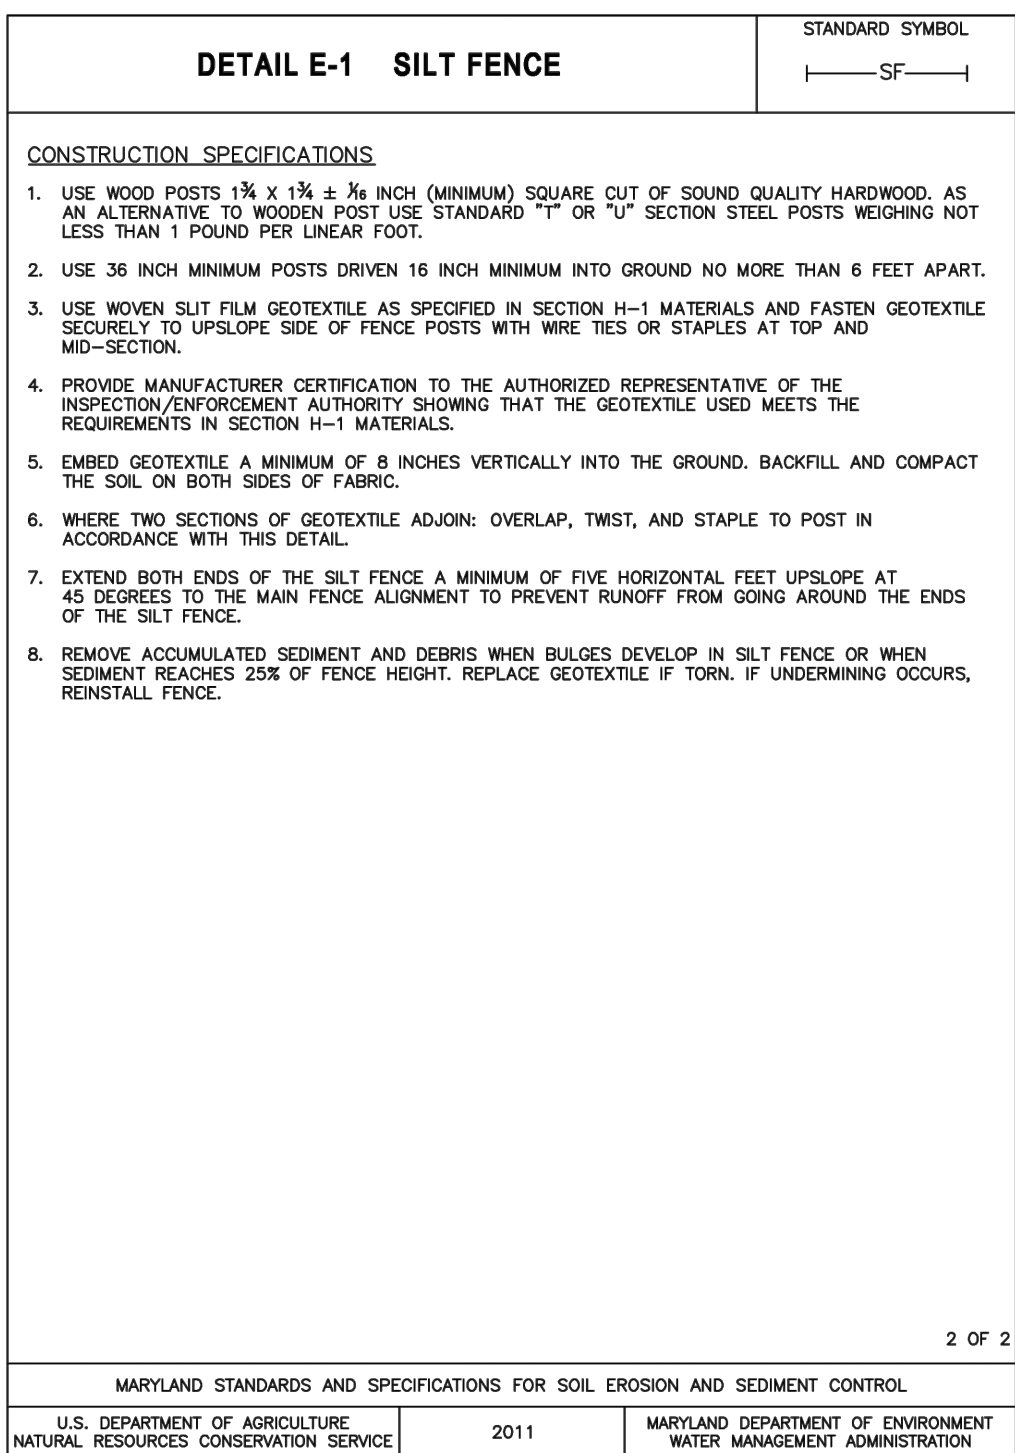 DETAIL E-1 SILT FENCE
STANDARD SYMBOL
SF
CONSTRUCTION SPECIFICATIONS
1. USE WOOD POSTS 1¾ X 1¾ ± 1⁄16 INCH (MINIMUM) SQUARE CUT OF SOUND QUALITY HARDWOOD. AS
AN ALTERNATIVE TO WOODEN POST USE STANDARD "T" OR "U" SECTION STEEL POSTS WEIGHING NOT
LESS THAN 1 POUND PER LINEAR FOOT.
2. USE 36 INCH MINIMUM POSTS DRIVEN 16 INCH MINIMUM INTO GROUND NO MORE THAN 6 FEET APART.
3. USE WOVEN SLIT FILM GEOTEXTILE AS SPECIFIED IN SECTION H-1 MATERIALS AND FASTEN GEOTEXTILE
SECURELY TO UPSLOPE SIDE OF FENCE POSTS WITH WIRE TIES OR STAPLES AT TOP AND
MID-SECTION.
4. PROVIDE MANUFACTURER CERTIFICATION TO THE AUTHORIZED REPRESENTATIVE OF THE
INSPECTION/ENFORCEMENT AUTHORITY SHOWING THAT THE GEOTEXTILE USED MEETS THE
REQUIREMENTS IN SECTION H-1 MATERIALS.
5. EMBED GEOTEXTILE A MINIMUM OF 8 INCHES VERTICALLY INTO THE GROUND. BACKFILL AND COMPACT
THE SOIL ON BOTH SIDES OF FABRIC.
6. WHERE TWO SECTIONS OF GEOTEXTILE ADJOIN: OVERLAP, TWIST, AND STAPLE TO POST IN
ACCORDANCE WITH THIS DETAIL.
7. EXTEND BOTH ENDS OF THE SILT FENCE A MINIMUM OF FIVE HORIZONTAL FEET UPSLOPE AT
45 DEGREES TO THE MAIN FENCE ALIGNMENT TO PREVENT RUNOFF FROM GOING AROUND THE ENDS
OF THE SILT FENCE.
8. REMOVE ACCUMULATED SEDIMENT AND DEBRIS WHEN BULGES DEVELOP IN SILT FENCE OR WHEN
SEDIMENT REACHES 25% OF FENCE HEIGHT. REPLACE GEOTEXTILE IF TORN. IF UNDERMINING OCCURS,
REINSTALL FENCE.
2 OF 2
MARYLAND STANDARDS AND SPECIFICATIONS FOR SOIL EROSION AND SEDIMENT CONTROL
U.S. DEPARTMENT OF AGRICULTURE
NATURAL RESOURCES CONSERVATION SERVICE
2011
MARYLAND DEPARTMENT OF ENVIRONMENT
WATER MANAGEMENT ADMINISTRATION